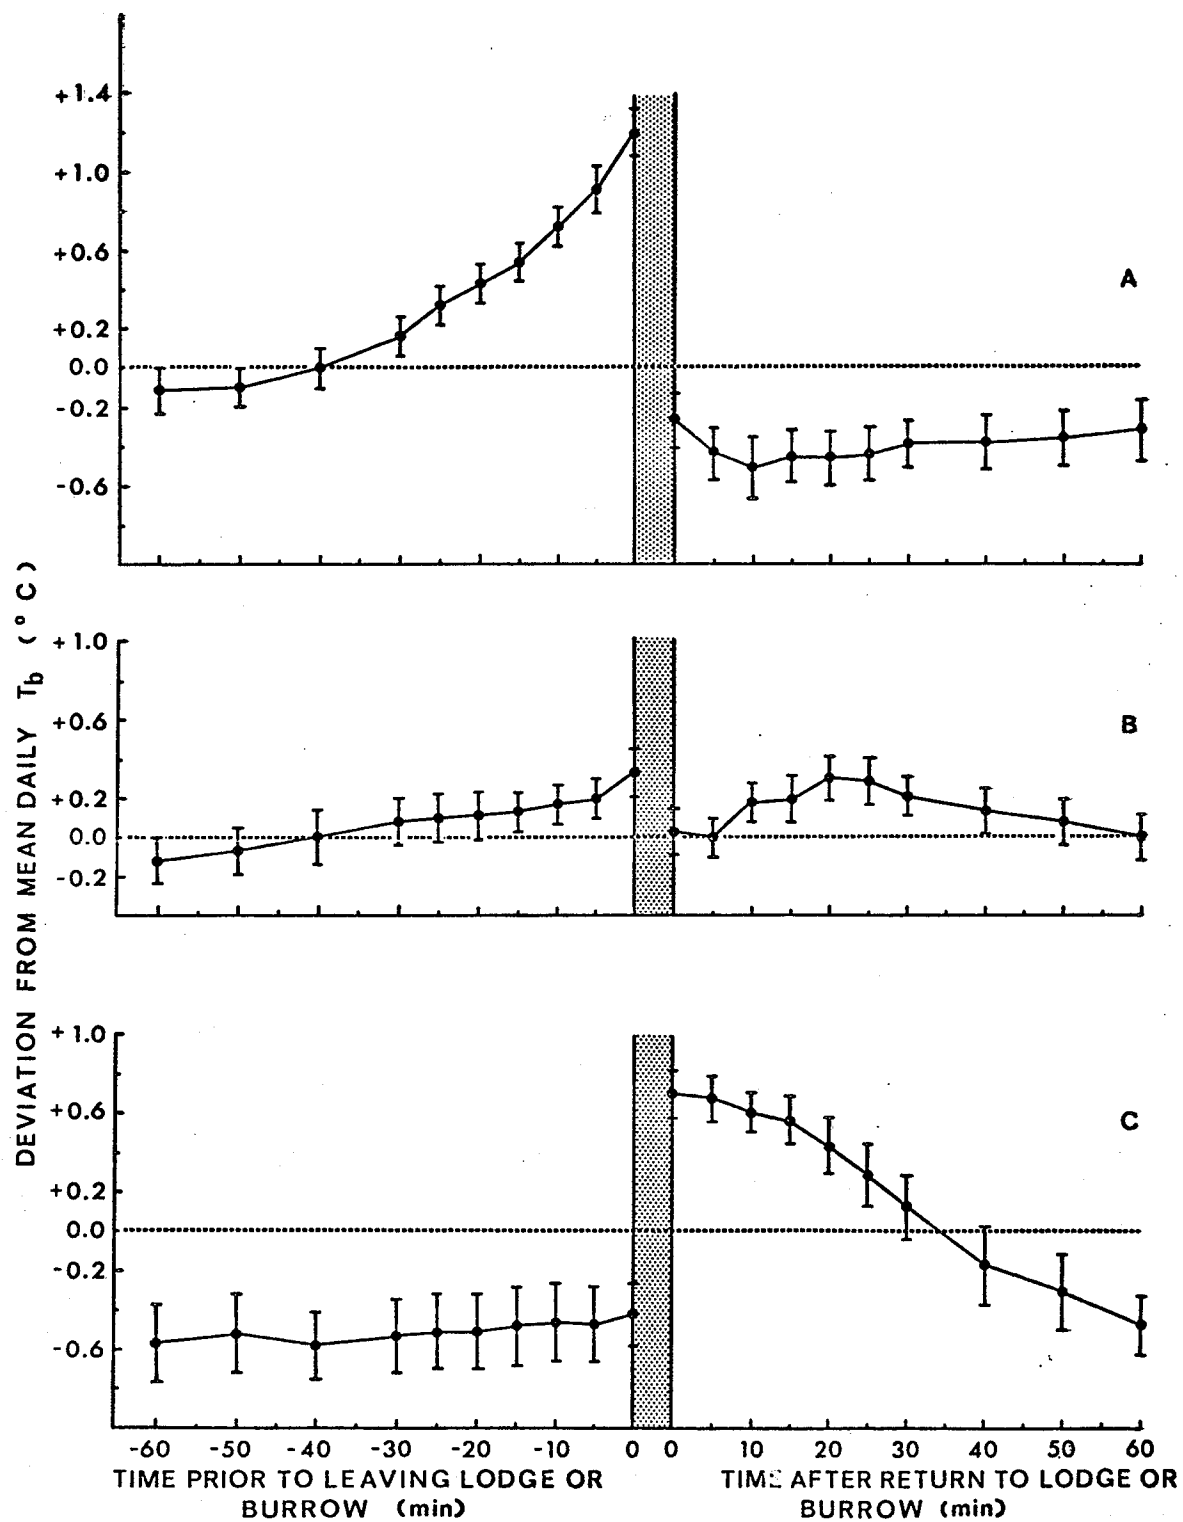 DEVIATION FROM MEAN DAILY Tb (°C)
+1.4
+1.0
+0.6
+0.2
0.0
-0.2
-0.6
A
+1.0
+0.6
+0.2
0.0
-0.2
B
+1.0
+0.6
+0.2
0.0
-0.2
-0.6
C
-60 -50 -40 -30 -20 -10 0 0 10 20 30 40 50 60
TIME PRIOR TO LEAVING LODGE OR
BURROW (min)
TIME AFTER RETURN TO LODGE OR
BURROW (min)